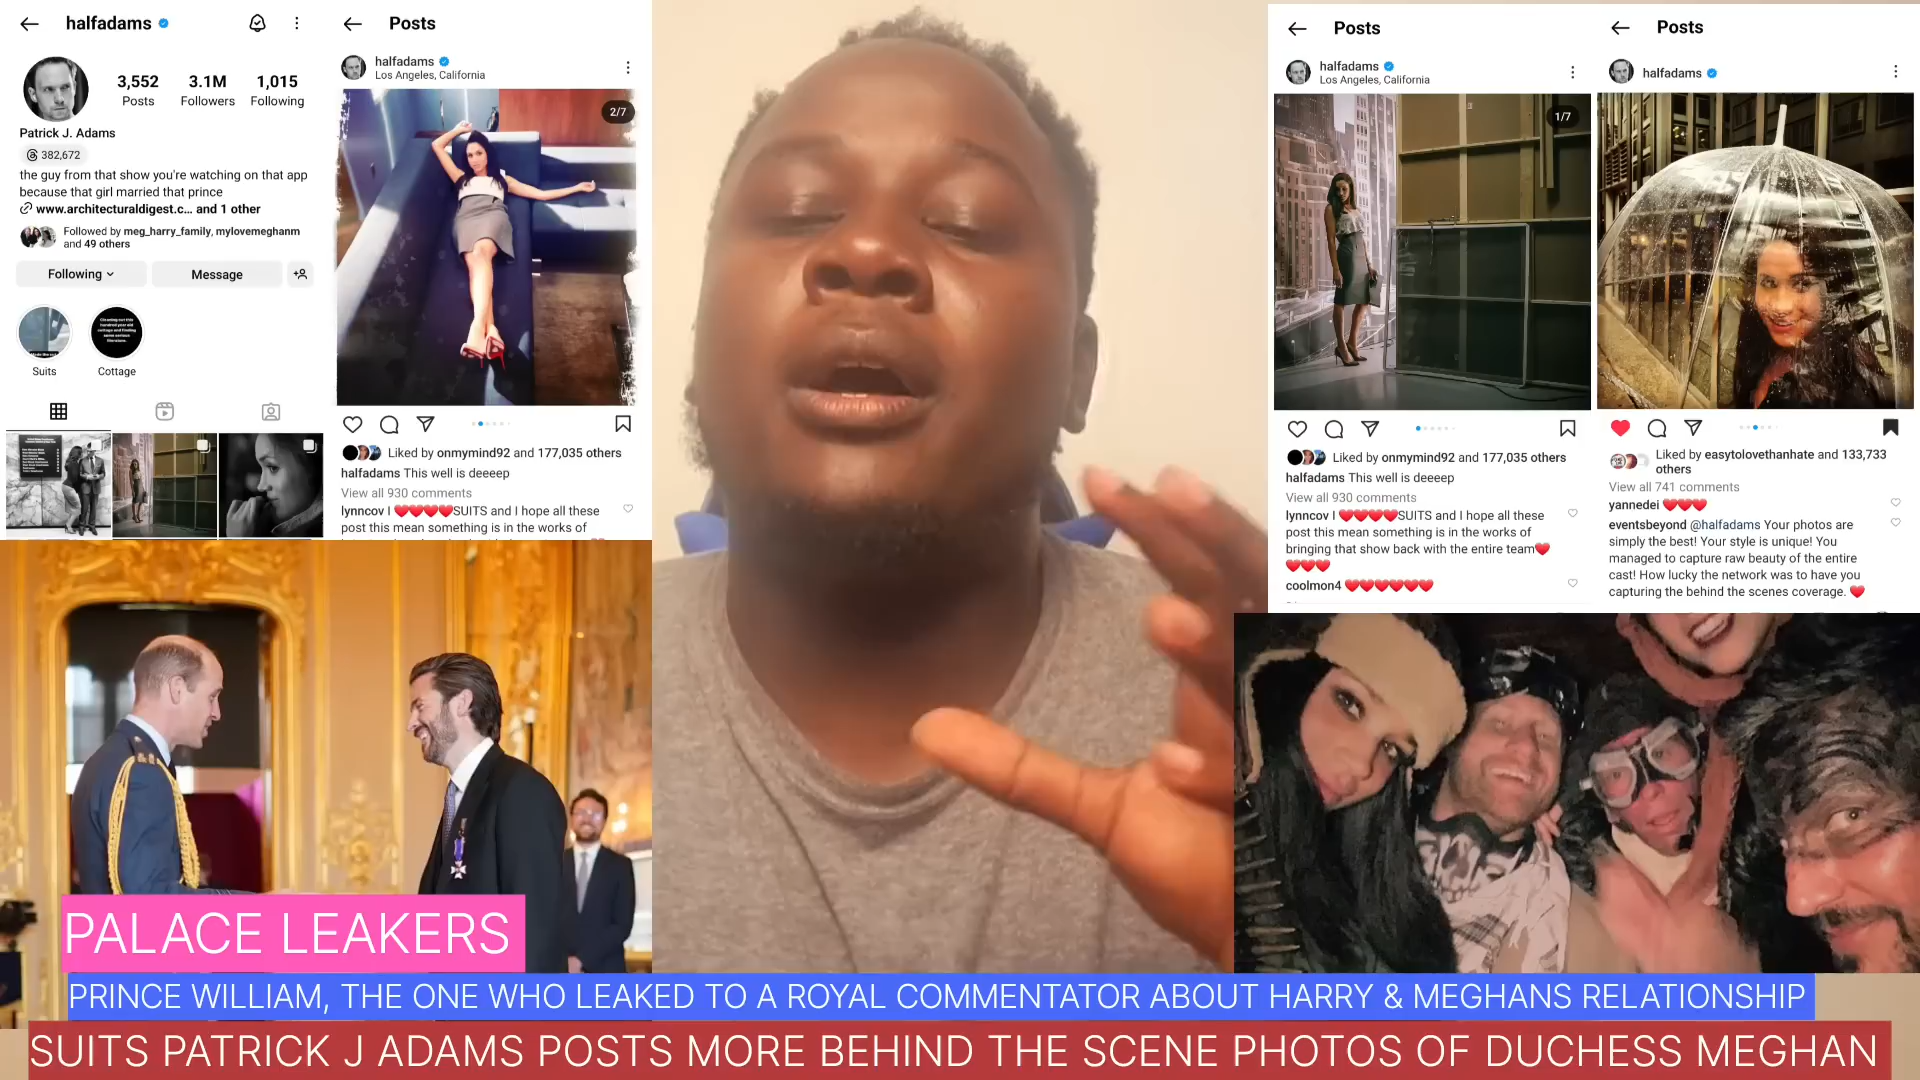 halfadams
3,552
3.1M
1,015
Posts
Followers
Following
Patrick J. Adams
382,672
the guy from that show you're watching on that app
because that girl married that prince
www.architecturaldigest.c... and 1 other
Followed by meg_harry_family, mylovemeghanm
and 49 others
Following
Message
Suits
Cottage
Posts
halfadams
Los Angeles, California
2/7
Liked by onmymind92 and 177,035 others
halfadams This well is deeeep
View all 930 comments
lynncov I ❤️❤️❤️❤️SUITS and I hope all these
post this mean something is in the works of
Posts
halfadams
Los Angeles, California
1/7
Liked by onmymind92 and 177,035 others
halfadams This well is deeeep
View all 930 comments
lynncov I ❤️❤️❤️❤️SUITS and I hope all these
post this mean something is in the works of
bringing that show back with the entire team❤️
❤️❤️❤️
coolmon4 ❤️❤️❤️❤️❤️❤️
Posts
halfadams
Liked by easytolovethanhate and 133,733
others
View all 741 comments
yannedei ❤️❤️❤️
eventsbeyond @halfadams Your photos are
simply the best! Your style is unique! You
managed to capture raw beauty of the entire
cast! How lucky the network was to have you
capturing the behind the scenes coverage. ❤️
PALACE LEAKERS
PRINCE WILLIAM, THE ONE WHO LEAKED TO A ROYAL COMMENTATOR ABOUT HARRY & MEGHANS RELATIONSHIP
SUITS PATRICK J ADAMS POSTS MORE BEHIND THE SCENE PHOTOS OF DUCHESS MEGHAN